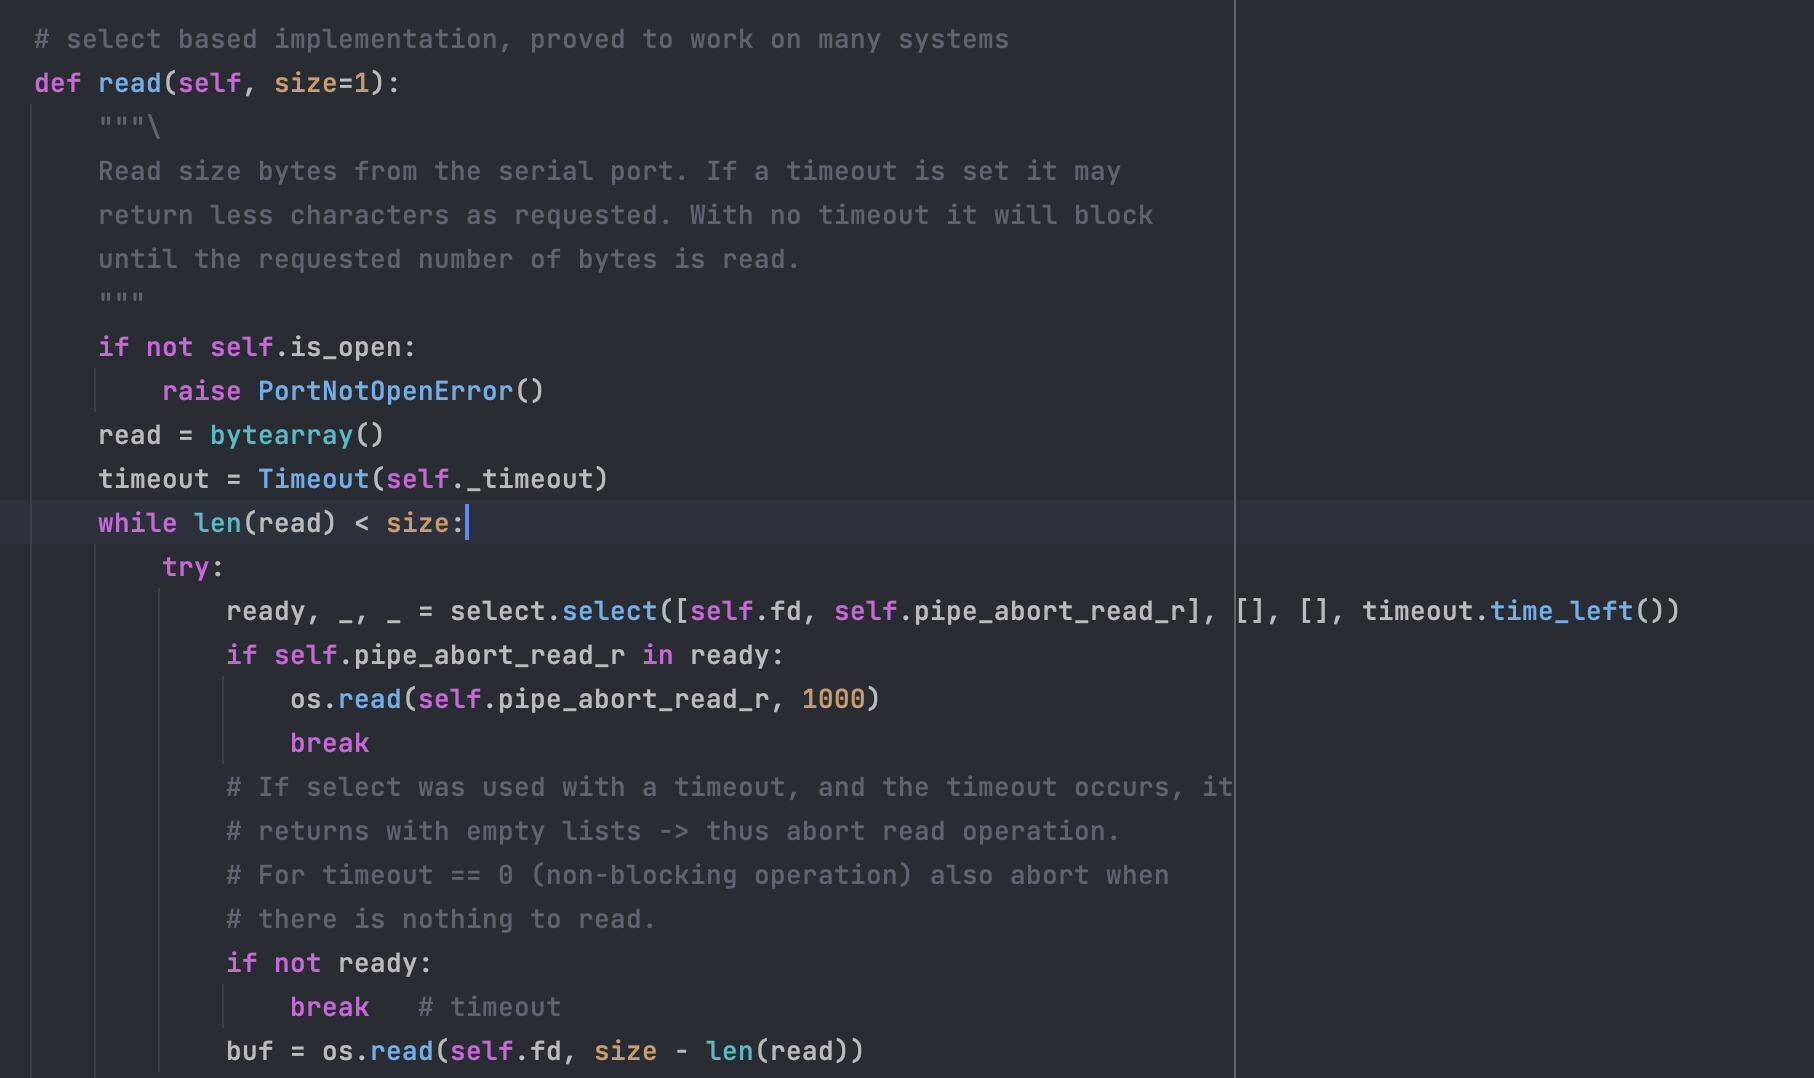 # select based implementation, proved to work on many systems
def read(self, size=1):
    """\
    Read size bytes from the serial port. If a timeout is set it may
    return less characters as requested. With no timeout it will block
    until the requested number of bytes is read.
    """
    if not self.is_open:
        raise PortNotOpenError()
    read = bytearray()
    timeout = Timeout(self._timeout)
    while len(read) < size:
        try:
            ready, _, _ = select.select([self.fd, self.pipe_abort_read_r], [], [], timeout.time_left())
            if self.pipe_abort_read_r in ready:
                os.read(self.pipe_abort_read_r, 1000)
                break
            # If select was used with a timeout, and the timeout occurs, it
            # returns with empty lists -> thus abort read operation.
            # For timeout == 0 (non-blocking operation) also abort when
            # there is nothing to read.
            if not ready:
                break   # timeout
            buf = os.read(self.fd, size - len(read))